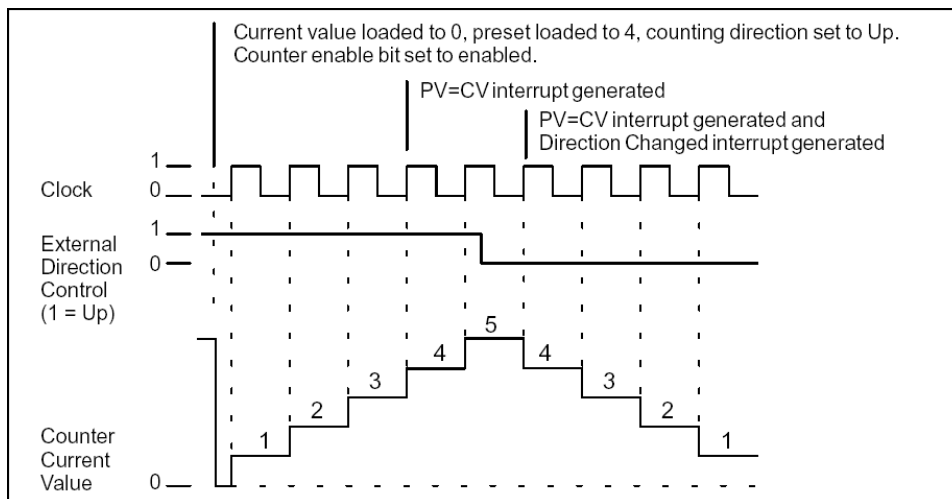 Current value loaded to 0, preset loaded to 4, counting direction set to Up.
Counter enable bit set to enabled.
PV=CV interrupt generated
PV=CV interrupt generated and
Direction Changed interrupt generated
1
Clock 0
External 1
Direction 0
Control
(1 = Up)
5
4 4
3 3
2 2
1 1
Counter
Current
Value 0